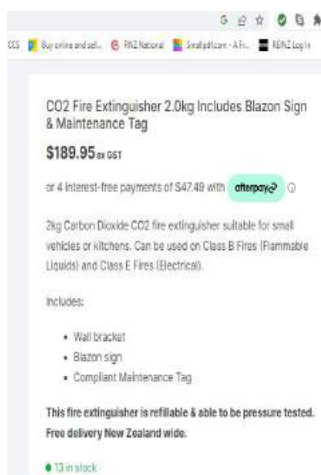 CCS Buy online and sell... RINZ National Smallpdf.com - A Fr... REINZ Login
CO2 Fire Extinguisher 2.0kg Includes Blazon Sign
& Maintenance Tag
$189.95 ex GST
or 4 interest-free payments of $47.49 with afterpay
2kg Carbon Dioxide CO2 fire extinguisher suitable for small
vehicles or kitchens. Can be used on Class B Fires (Flammable
Liquids) and Class E Fires (Electrical).
Includes:
• Wall bracket
• Blazon sign
• Compliant Maintenance Tag
This fire extinguisher is refillable & able to be pressure tested.
Free delivery New Zealand wide.
13 in stock